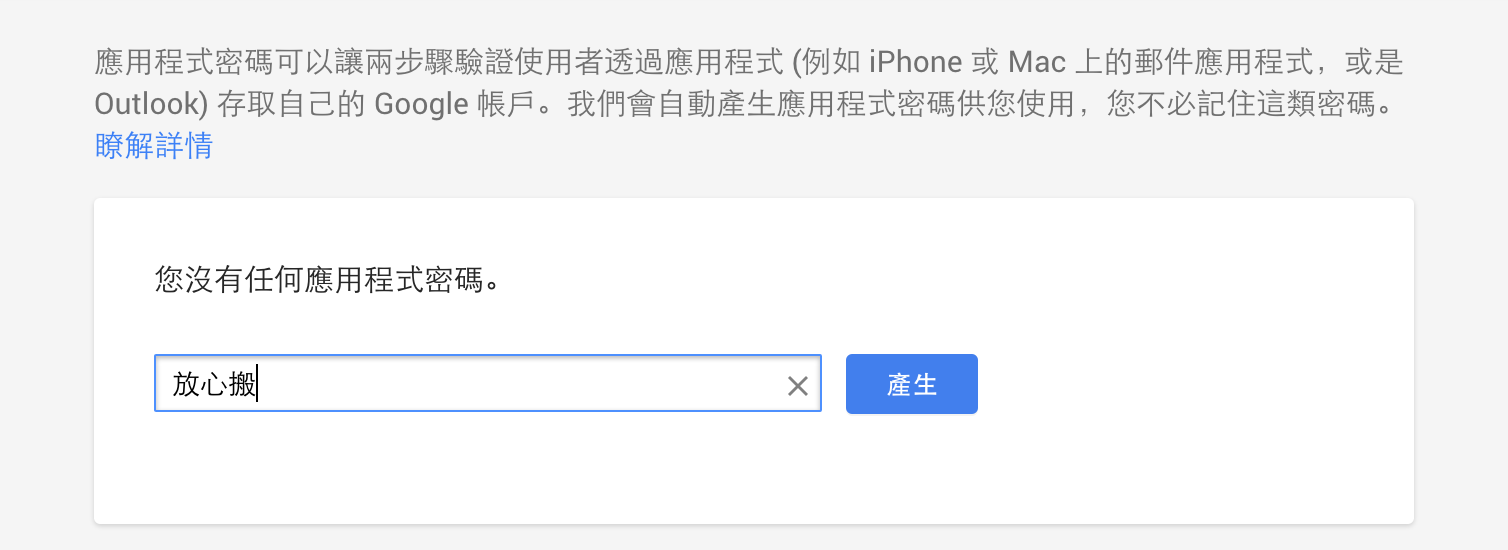 應用程式密碼可以讓兩步驟驗證使用者透過應用程式 (例如 iPhone 或 Mac 上的郵件應用程式，或是
Outlook) 存取自己的 Google 帳戶。我們會自動產生應用程式密碼供您使用，您不必記住這類密碼。
瞭解詳情
您沒有任何應用程式密碼。
放心搬
產生